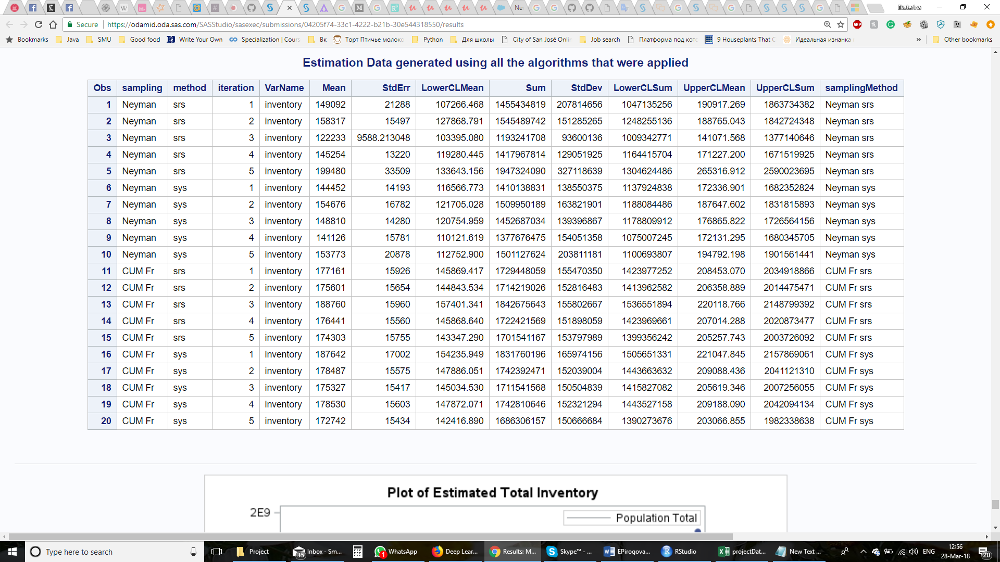 Ekaterina
Secure https://odamid.oda.sas.com/SASStudio/sasexec/submissions/04205f74-33c1-4222-b21b-30e544318550/results
Bookmarks Java SMU Good food Write Your Own Specialization | Cours Вк Торт Птичье молоко Python Для школы City of San José Onli Job search Платформа под кото 9 Houseplants That C Идеальная изнанка » Other bookmarks
Estimation Data generated using all the algorithms that were applied
Obs sampling method iteration VarName Mean StdErr LowerCLMean Sum StdDev LowerCLSum UpperCLMean UpperCLSum samplingMethod
1 Neyman srs 1 inventory 149092 21288 107266.468 1455434819 207814656 1047135256 190917.269 1863734382 Neyman srs
2 Neyman srs 2 inventory 158317 15497 127868.791 1545489742 151285265 1248255136 188765.043 1842724348 Neyman srs
3 Neyman srs 3 inventory 122233 9588.213048 103395.080 1193241708 93600136 1009342771 141071.568 1377140646 Neyman srs
4 Neyman srs 4 inventory 145254 13220 119280.445 1417967814 129051925 1164415704 171227.200 1671519925 Neyman srs
5 Neyman srs 5 inventory 199480 33509 133643.156 1947324090 327118639 1304624486 265316.912 2590023695 Neyman srs
6 Neyman sys 1 inventory 144452 14193 116566.773 1410138831 138550375 1137924838 172336.901 1682352824 Neyman sys
7 Neyman sys 2 inventory 154676 16782 121705.028 1509950189 163821901 1188084486 187647.602 1831815893 Neyman sys
8 Neyman sys 3 inventory 148810 14280 120754.959 1452687034 139396867 1178809912 176865.822 1726564156 Neyman sys
9 Neyman sys 4 inventory 141126 15781 110121.619 1377676475 154051358 1075007245 172131.295 1680345705 Neyman sys
10 Neyman sys 5 inventory 153773 20878 112752.900 1501127624 203811181 1100693807 194792.198 1901561441 Neyman sys
11 CUM Fr srs 1 inventory 177161 15926 145869.417 1729448059 155470350 1423977252 208453.070 2034918866 CUM Fr srs
12 CUM Fr srs 2 inventory 175601 15654 144843.534 1714219026 152816483 1413962582 206358.889 2014475471 CUM Fr srs
13 CUM Fr srs 3 inventory 188760 15960 157401.341 1842675643 155802667 1536551894 220118.766 2148799392 CUM Fr srs
14 CUM Fr srs 4 inventory 176441 15560 145868.640 1722421569 151898059 1423969661 207014.288 2020873477 CUM Fr srs
15 CUM Fr srs 5 inventory 174303 15755 143347.290 1701541167 153797989 1399356242 205257.743 2003726092 CUM Fr srs
16 CUM Fr sys 1 inventory 187642 17002 154235.949 1831760196 165974156 1505651331 221047.845 2157869061 CUM Fr sys
17 CUM Fr sys 2 inventory 178487 15575 147886.051 1742392471 152039004 1443663632 209088.436 2041121310 CUM Fr sys
18 CUM Fr sys 3 inventory 175327 15417 145034.530 1711541568 150504839 1415827082 205619.346 2007256055 CUM Fr sys
19 CUM Fr sys 4 inventory 178530 15603 147872.071 1742810646 152321294 1443527158 209188.090 2042094134 CUM Fr sys
20 CUM Fr sys 5 inventory 172742 15434 142416.890 1686306157 150666684 1390273676 203066.855 1982338638 CUM Fr sys
Plot of Estimated Total Inventory
2E9
Population Total
Type here to search Project Inbox - Sm... 35 WhatsApp 1 Deep Lear... Results: M... Skype™ - ... EPirogova... RStudio projectDat... New Text ... ENG 12:56
28-Mar-18 20